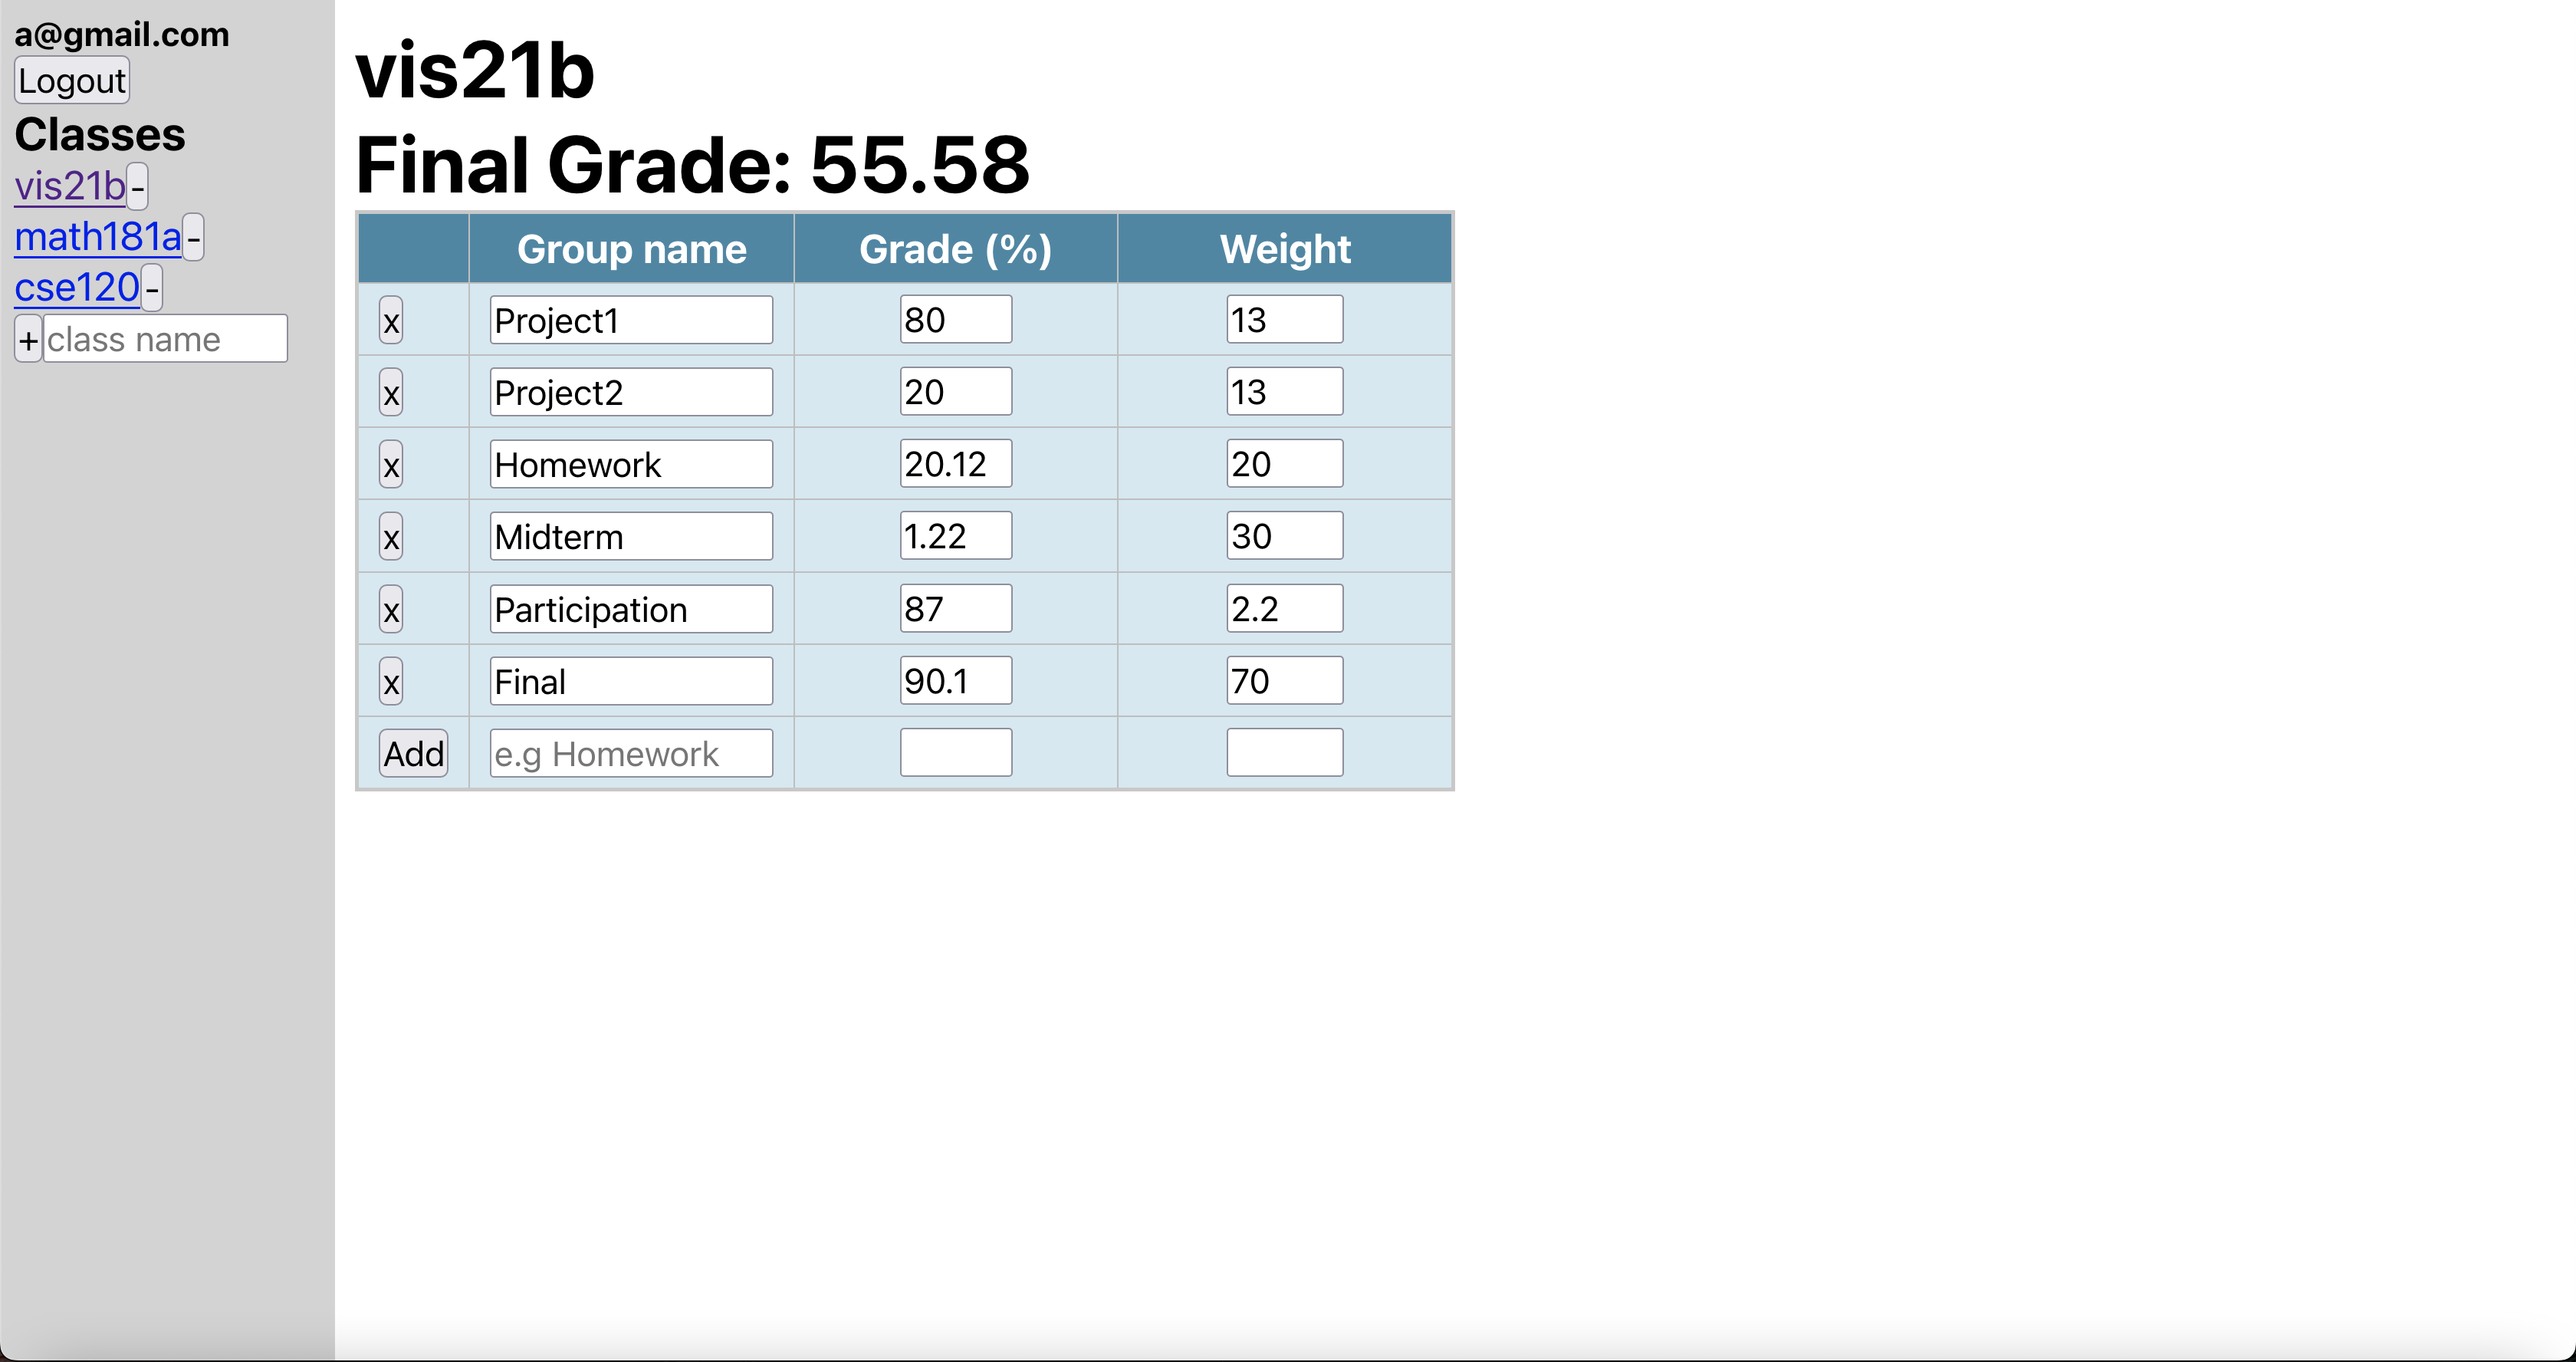 a@gmail.com
Logout
Classes
vis21b-
math181a-
cse120-
+ class name
vis21b
Final Grade: 55.58
Group name Grade (%) Weight
x Project1 80 13
x Project2 20 13
x Homework 20.12 20
x Midterm 1.22 30
x Participation 87 2.2
x Final 90.1 70
Add e.g Homework